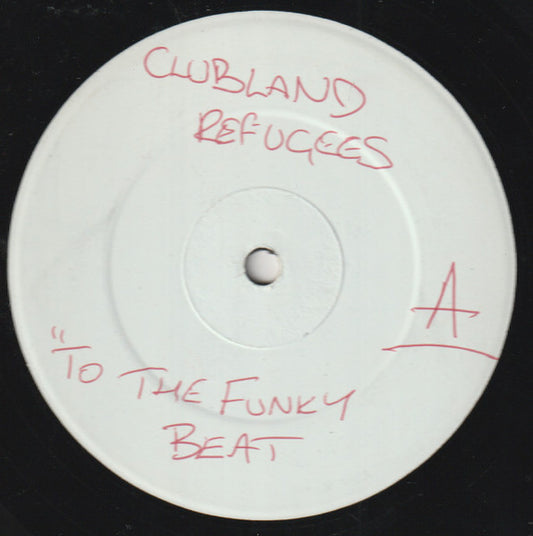 CLUBLAND
REFUGEES
A
"TO THE FUNKY
BEAT